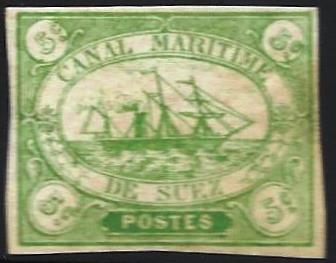 5c 5c
CANAL MARITIME
DE SUEZ
5c 5c
POSTES